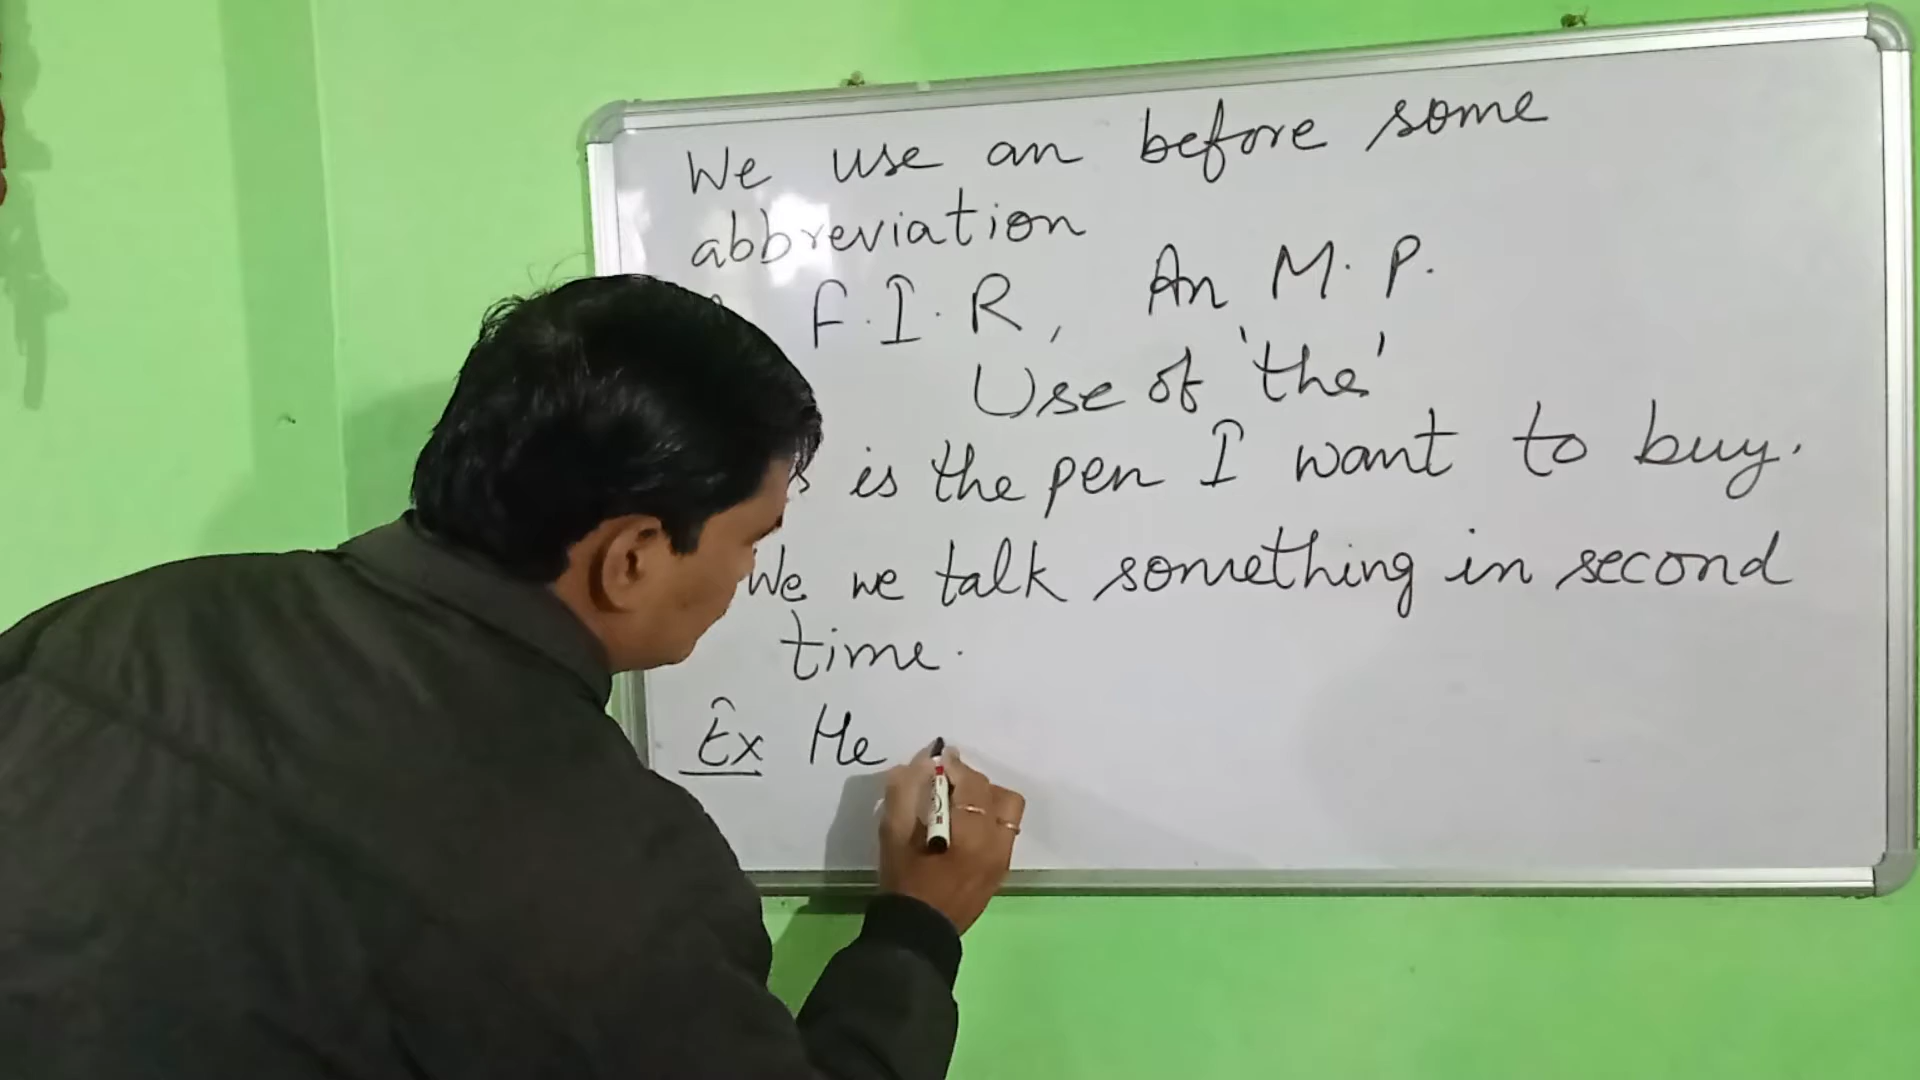 We use an before some
abbreviation
F.I.R, An M.P.
Use of 'the'
is the pen I want to buy.
We we talk something in second
time.
Ex He